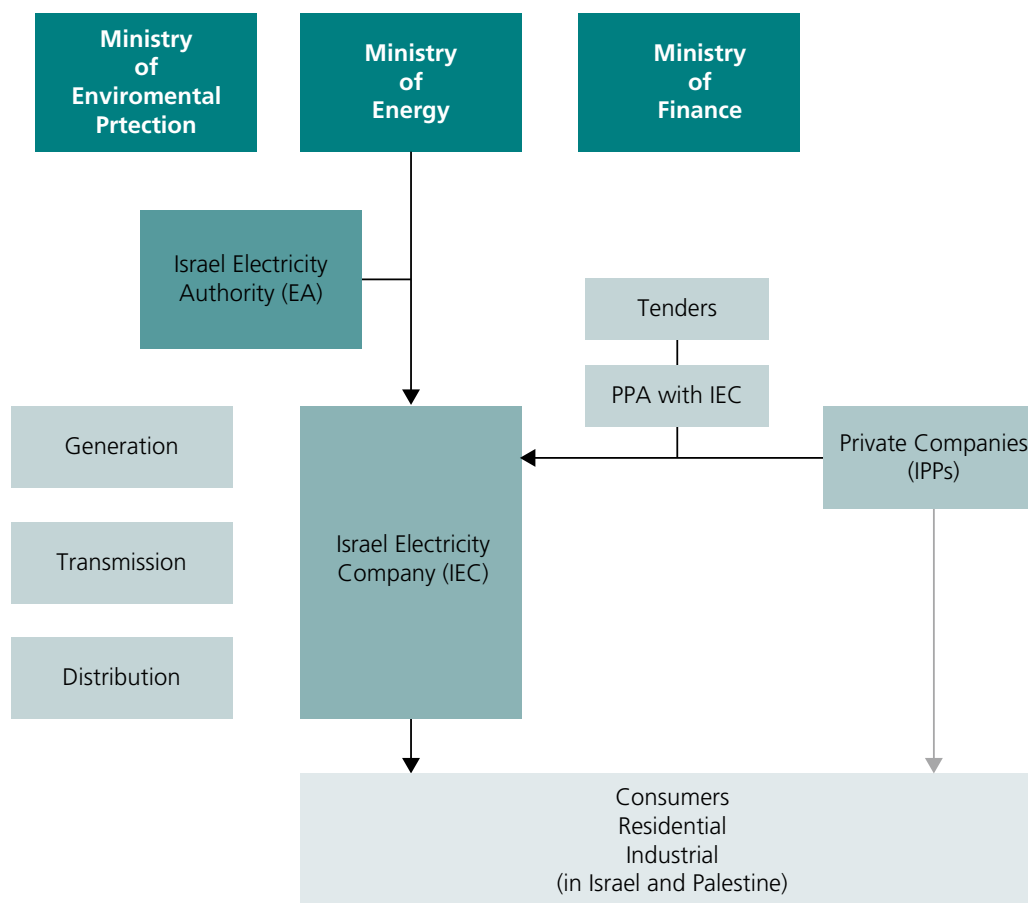 Ministry
of
Enviromental
Prtection
Ministry
of
Energy
Ministry
of
Finance
Israel Electricity
Authority (EA)
Tenders
PPA with IEC
Generation
Private Companies
(IPPs)
Transmission
Israel Electricity
Company (IEC)
Distribution
Consumers
Residential
Industrial
(in Israel and Palestine)